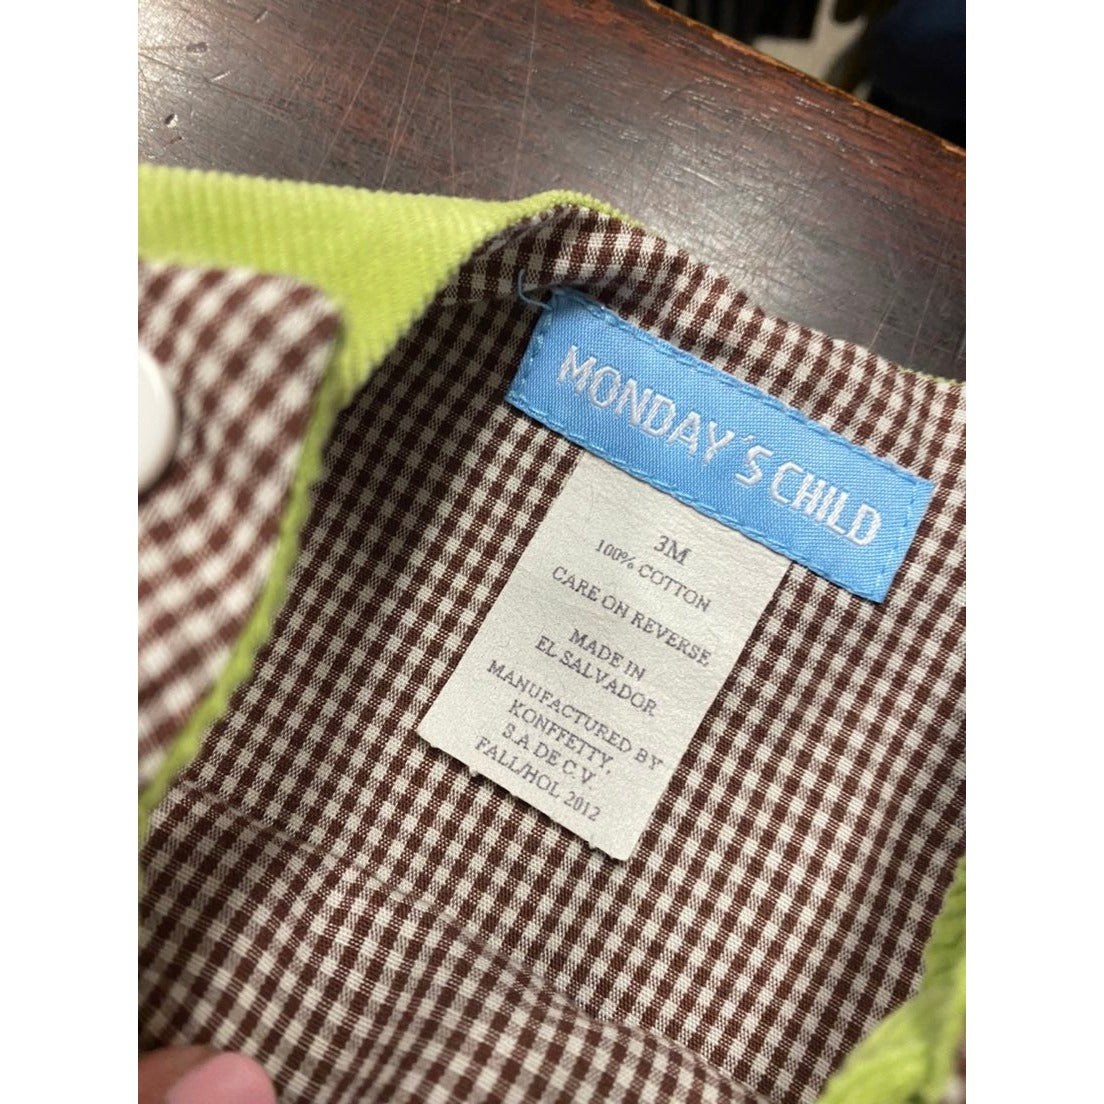 MONDAY´S CHILD
3M
100% COTTON
CARE ON REVERSE
MADE IN
EL SALVADOR
MANUFACTURED BY:
KONFFETTY,
S.A. DE C.V.
FALL/HOL 2012